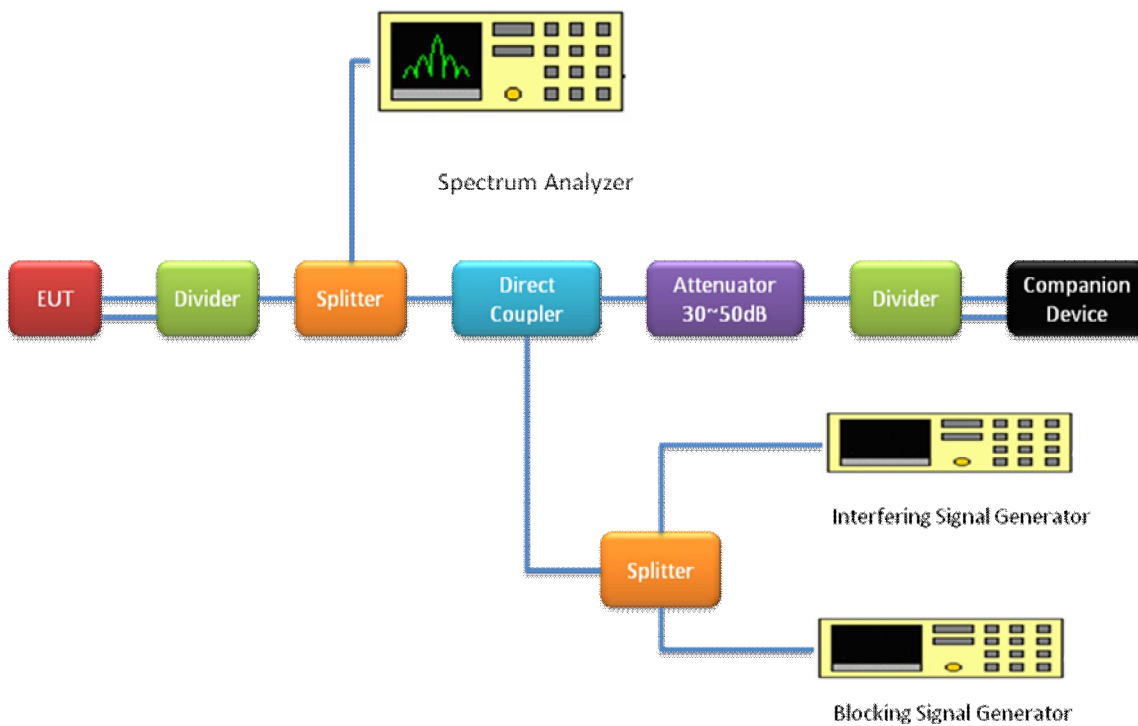 Spectrum Analyzer
EUT
Divider
Splitter
Direct
Coupler
Attenuator
30~50dB
Divider
Companion
Device
Interfering Signal Generator
Splitter
Blocking Signal Generator